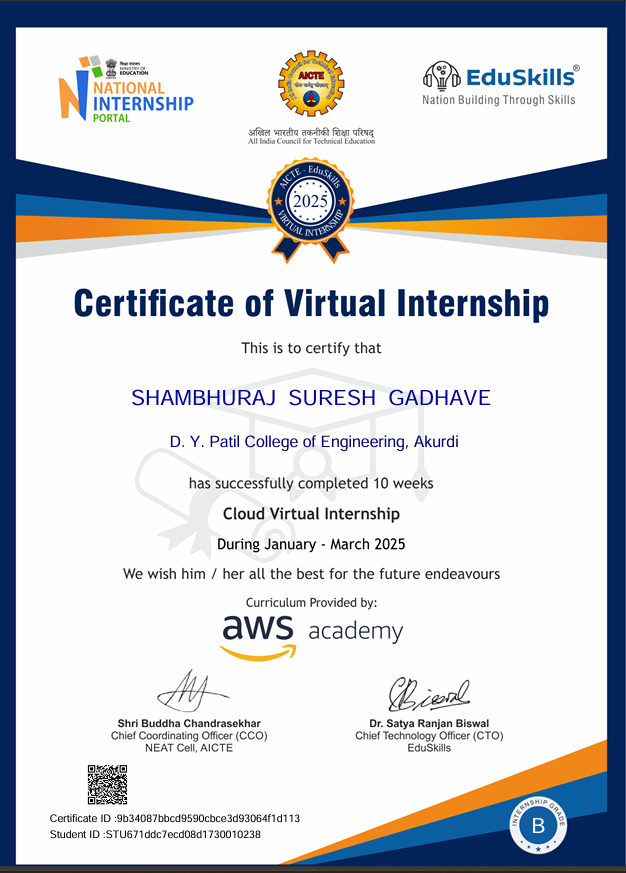 शिक्षा मंत्रालय
MINISTRY OF
EDUCATION
NATIONAL
INTERNSHIP
PORTAL
AICTE
EduSkills®
Nation Building Through Skills
अखिल भारतीय तकनीकी शिक्षा परिषद्
All India Council for Technical Education
AICTE - EduSkills
2025
VIRTUAL INTERNSHIP
Certificate of Virtual Internship
This is to certify that
SHAMBHURAJ SURESH GADHAVE
D. Y. Patil College of Engineering, Akurdi
has successfully completed 10 weeks
Cloud Virtual Internship
During January - March 2025
We wish him / her all the best for the future endeavours
Curriculum Provided by:
aws academy
Shri Buddha Chandrasekhar
Chief Coordinating Officer (CCO)
NEAT Cell, AICTE
Dr. Satya Ranjan Biswal
Chief Technology Officer (CTO)
EduSkills
Certificate ID :9b34087bbcd9590cbce3d93064f1d113
Student ID :STU671ddc7ecd08d1730010238
INTERNSHIP GRADE
B